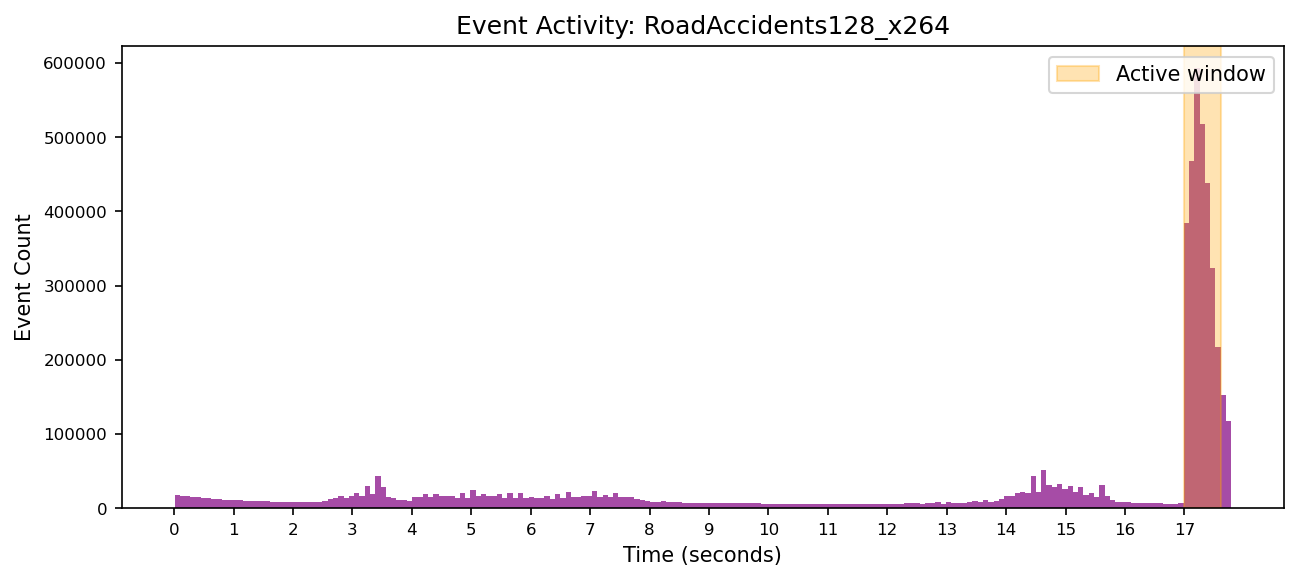 Event Activity: RoadAccidents128_x264
Active window
Event Count
600000
500000
400000
300000
200000
100000
0
0 1 2 3 4 5 6 7 8 9 10 11 12 13 14 15 16 17
Time (seconds)